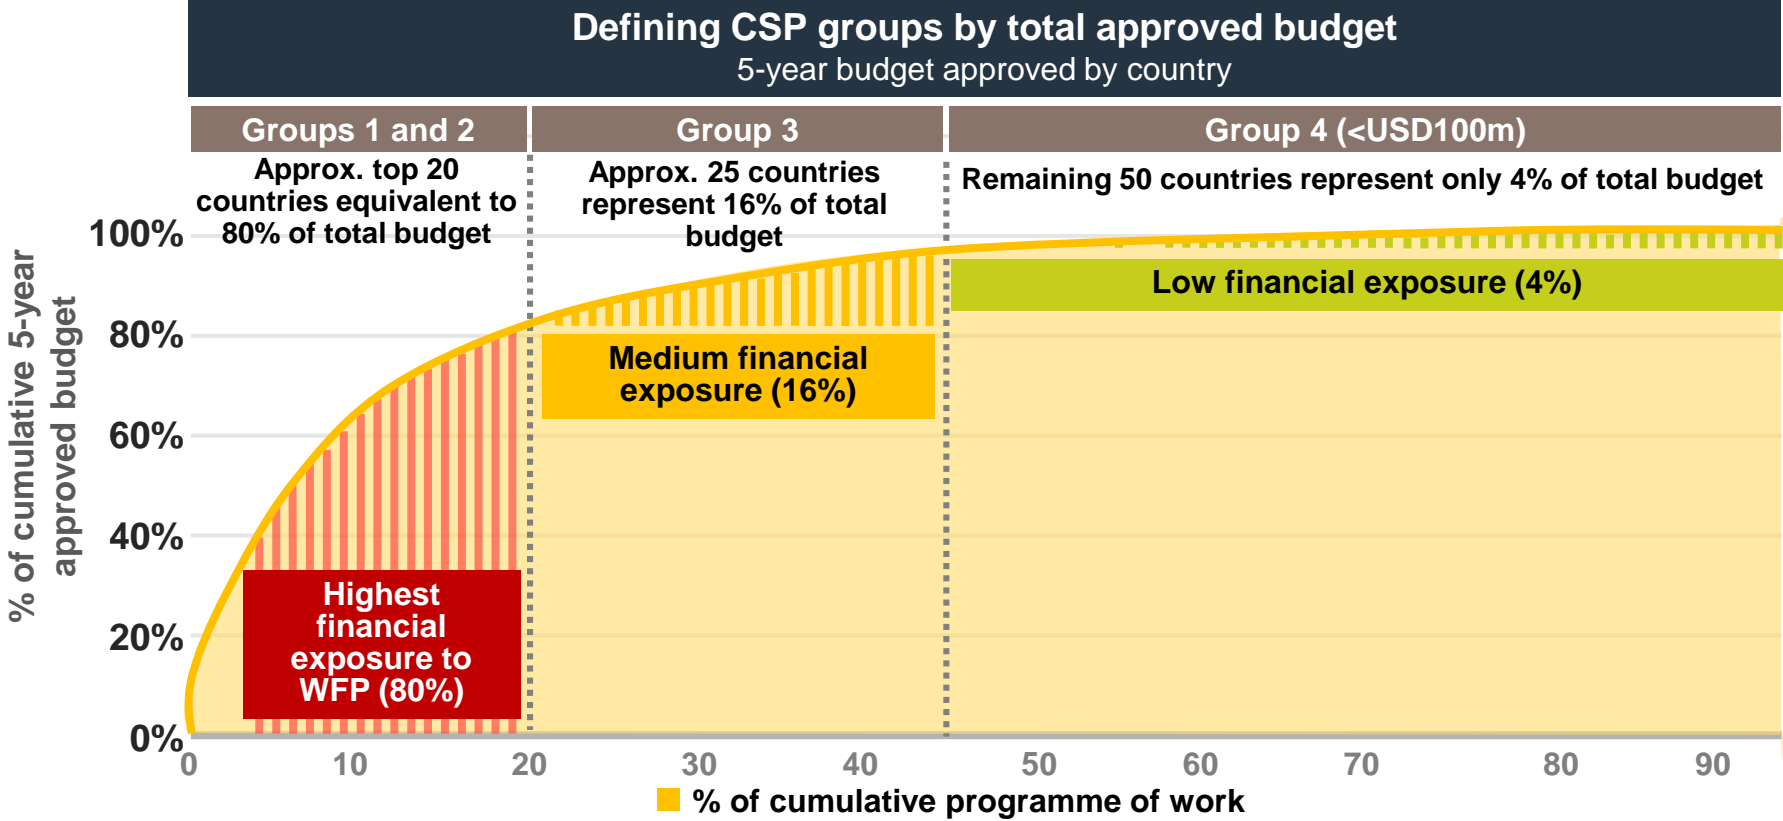 Defining CSP groups by total approved budget
5-year budget approved by country
Groups 1 and 2
Group 3
Group 4 (<USD100m)
Approx. top 20
countries equivalent to
80% of total budget
Approx. 25 countries
represent 16% of total
budget
Remaining 50 countries represent only 4% of total budget
% of cumulative 5-year
approved budget
100%
80%
60%
40%
20%
0%
Low financial exposure (4%)
Medium financial
exposure (16%)
Highest
financial
exposure to
WFP (80%)
0 10 20 30 40 50 60 70 80 90
% of cumulative programme of work